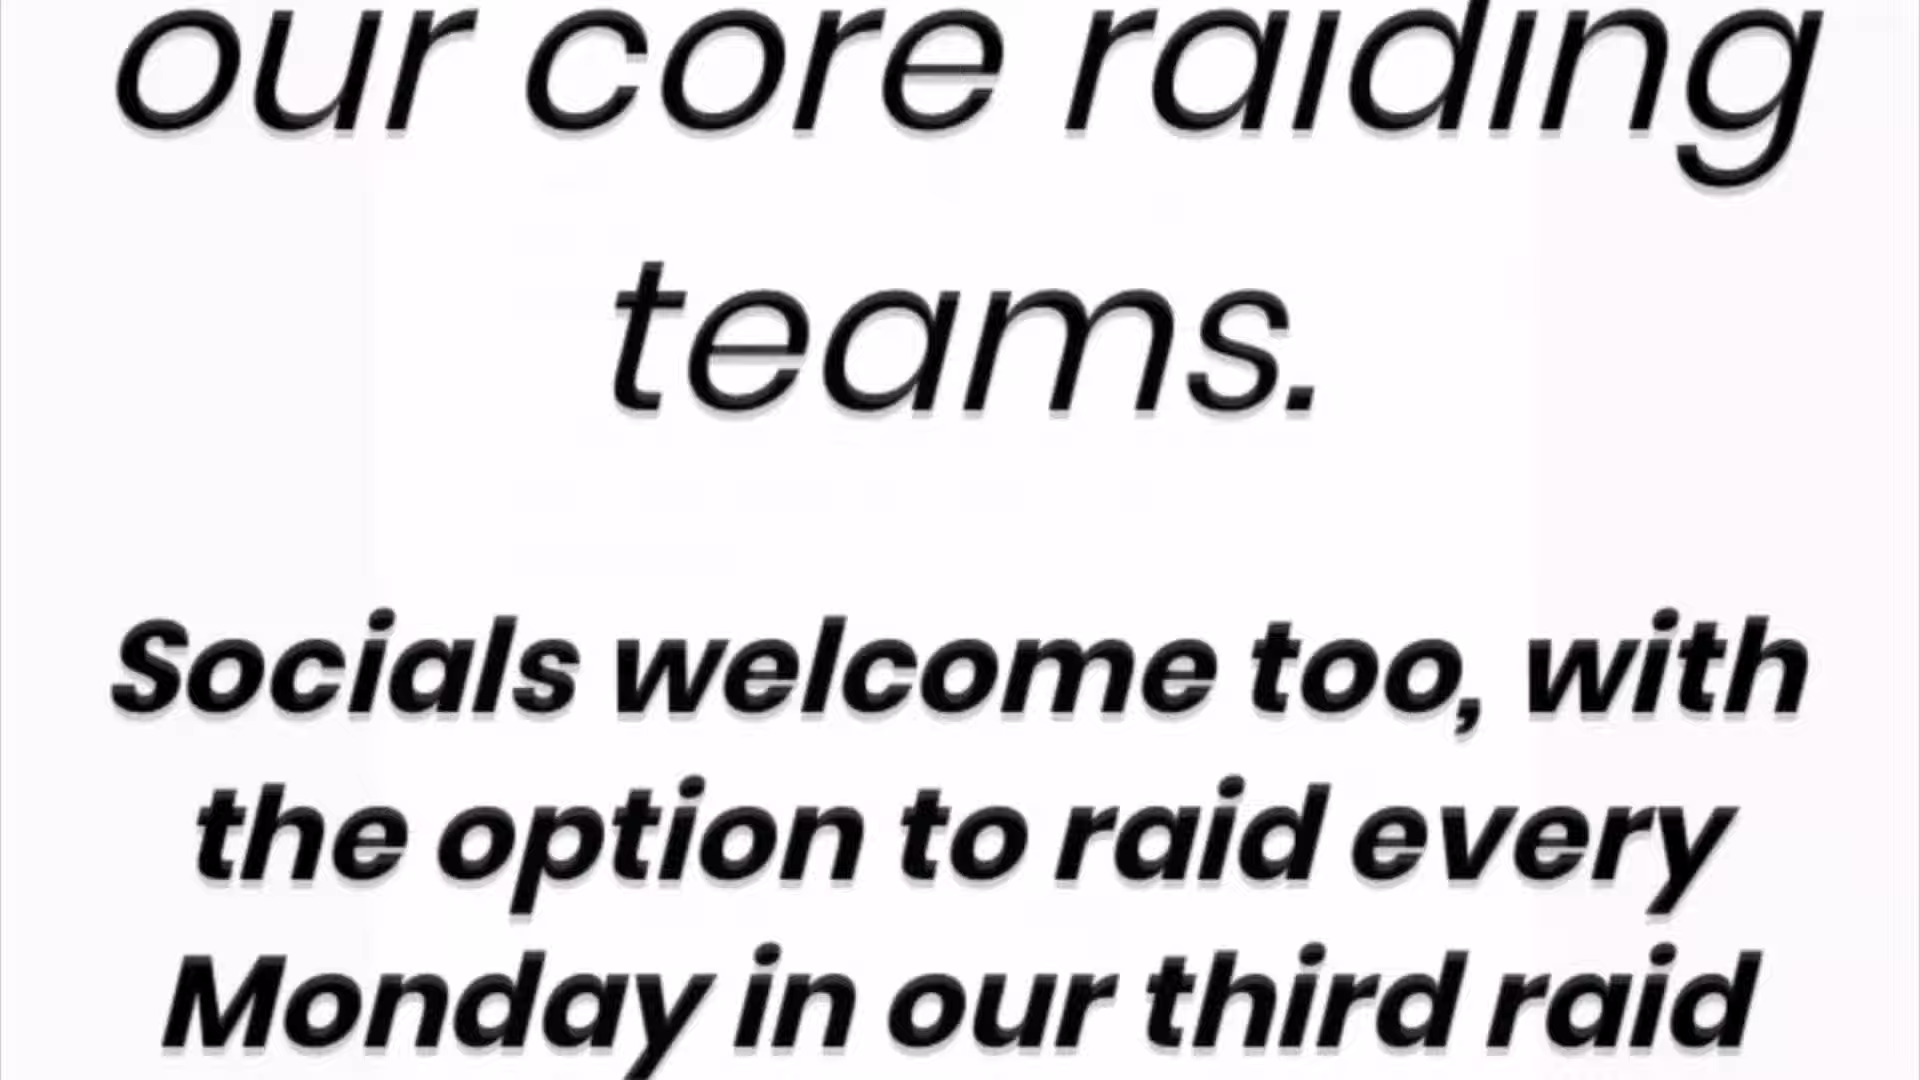 our core raiding
teams.
Socials welcome too, with
the option to raid every
Monday in our third raid